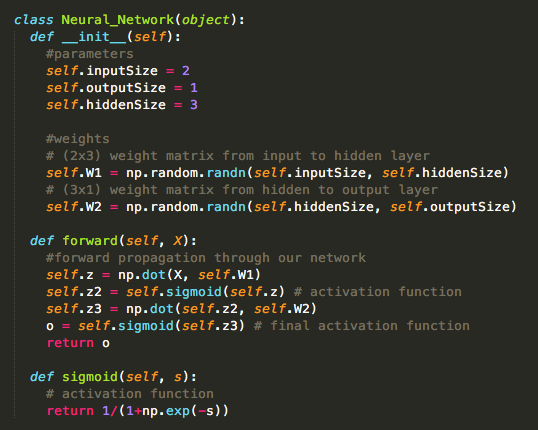 class Neural_Network(object):
  def __init__(self):
    #parameters
    self.inputSize = 2
    self.outputSize = 1
    self.hiddenSize = 3

    #weights
    # (2x3) weight matrix from input to hidden layer
    self.W1 = np.random.randn(self.inputSize, self.hiddenSize)
    # (3x1) weight matrix from hidden to output layer
    self.W2 = np.random.randn(self.hiddenSize, self.outputSize)

  def forward(self, X):
    #forward propagation through our network
    self.z = np.dot(X, self.W1)
    self.z2 = self.sigmoid(self.z) # activation function
    self.z3 = np.dot(self.z2, self.W2)
    o = self.sigmoid(self.z3) # final activation function
    return o

  def sigmoid(self, s):
    # activation function
    return 1/(1+np.exp(-s))